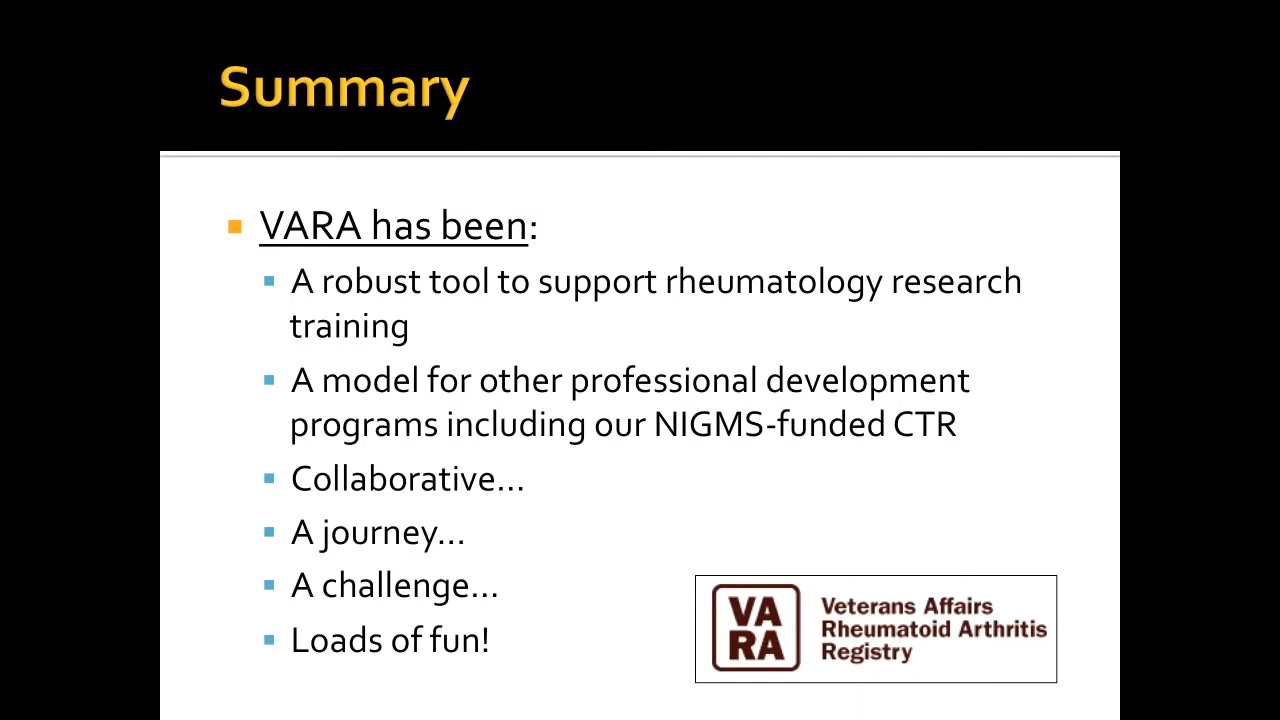 Summary
VARA has been:
A robust tool to support rheumatology research
training
A model for other professional development
programs including our NIGMS-funded CTR
Collaborative…
A journey…
A challenge…
Loads of fun!
VA
RA
Veterans Affairs
Rheumatoid Arthritis
Registry